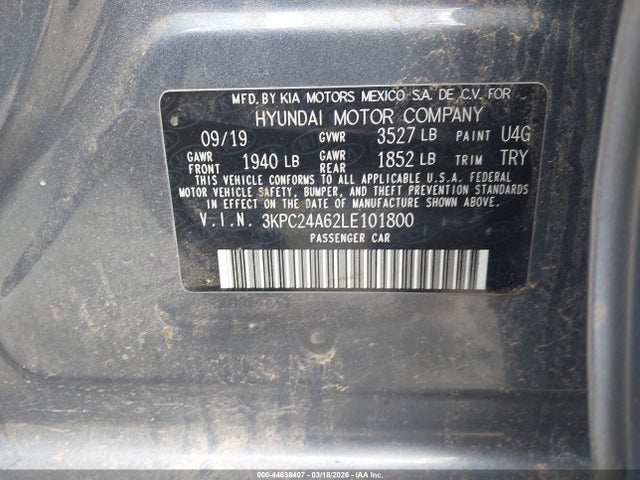 MFD. BY KIA MOTORS MEXICO S.A. DE C.V. FOR
HYUNDAI MOTOR COMPANY
09/19 GVWR 3527 LB PAINT U4G
GAWR FRONT 1940 LB GAWR REAR 1852 LB TRIM TRY
THIS VEHICLE CONFORMS TO ALL APPLICABLE U.S.A. FEDERAL
MOTOR VEHICLE SAFETY, BUMPER, AND THEFT PREVENTION STANDARDS
IN EFFECT ON THE DATE OF MANUFACTURE SHOWN ABOVE.
V.I.N. 3KPC24A62LE101800
PASSENGER CAR
000-44638407 - 03/18/2026 - IAA Inc.